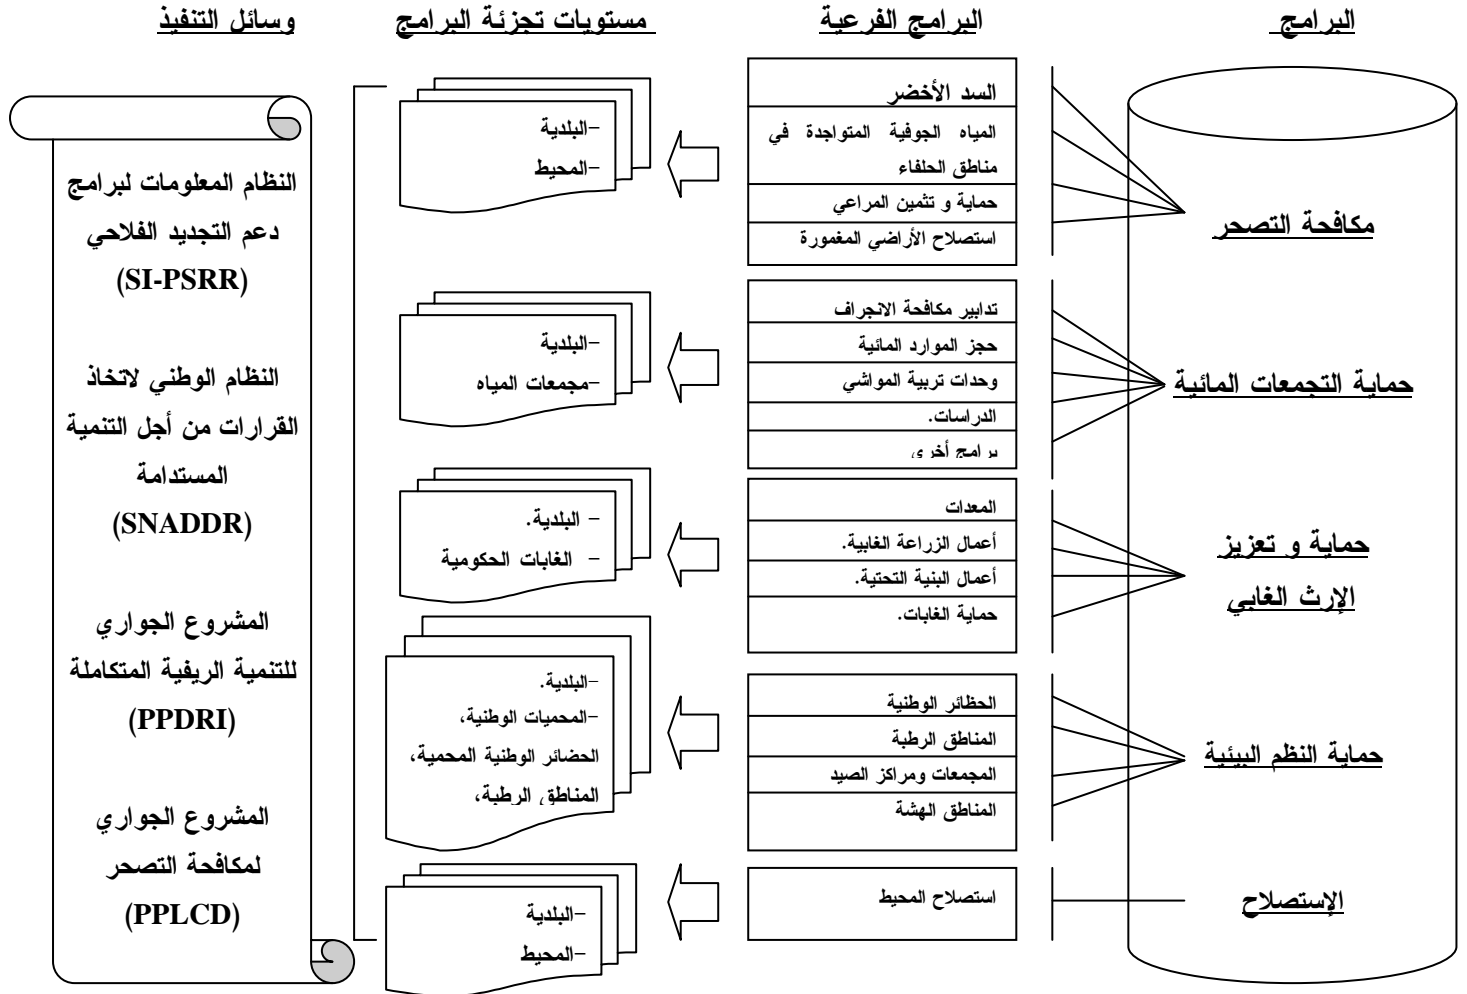 البرامج
البرامج الفرعية
مستويات تجزئة البرامج
وسائل التنفيذ
مكافحة التصحر
حماية التجمعات المائية
حماية و تعزيز
الإرث الغابي
حماية النظم البيئية
الإستصلاح
السد الأخضر
المياه الجوفية المتواجدة في
مناطق الحلفاء
حماية و تثمين المراعي
استصلاح الأراضي المغمورة
تدابير مكافحة الانجراف
حجز الموارد المائية
وحدات تربية المواشي
الدراسات.
برامج أخرى
المعدات
أعمال الزراعة الغابية.
أعمال البنية التحتية.
حماية الغابات.
الحظائر الوطنية
المناطق الرطبة
المجمعات ومراكز الصيد
المناطق الهشة
استصلاح المحيط
-البلدية
-المحيط
-البلدية
-مجمعات المياه
- البلدية.
- الغابات الحكومية
-البلدية.
-المحميات الوطنية،
الحضائر الوطنية المحمية،
المناطق الرطبة،
-البلدية
-المحيط
النظام المعلومات لبرامج
دعم التجديد الفلاحي
(SI-PSRR)
النظام الوطني لاتخاذ
القرارات من أجل التنمية
المستدامة
(SNADDR)
المشروع الجواري
للتنمية الريفية المتكاملة
(PPDRI)
المشروع الجواري
لمكافحة التصحر
(PPLCD)